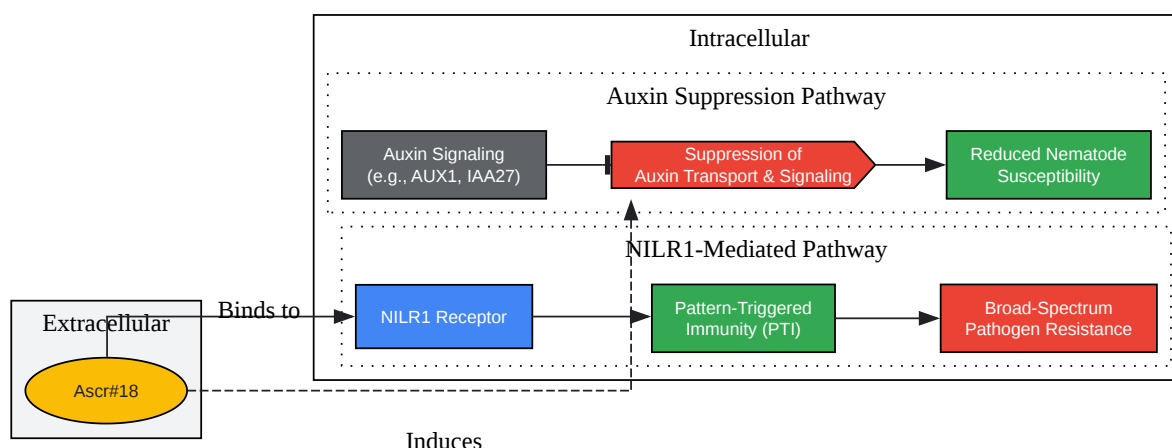 Intracellular
Auxin Suppression Pathway
Auxin Signaling
(e.g., AUX1, IAA27)
Suppression of
Auxin Transport & Signaling
Reduced Nematode
Susceptibility
NILR1-Mediated Pathway
Extracellular
Binds to
NILR1 Receptor
Pattern-Triggered
Immunity (PTI)
Broad-Spectrum
Pathogen Resistance
Ascr#18
Induces